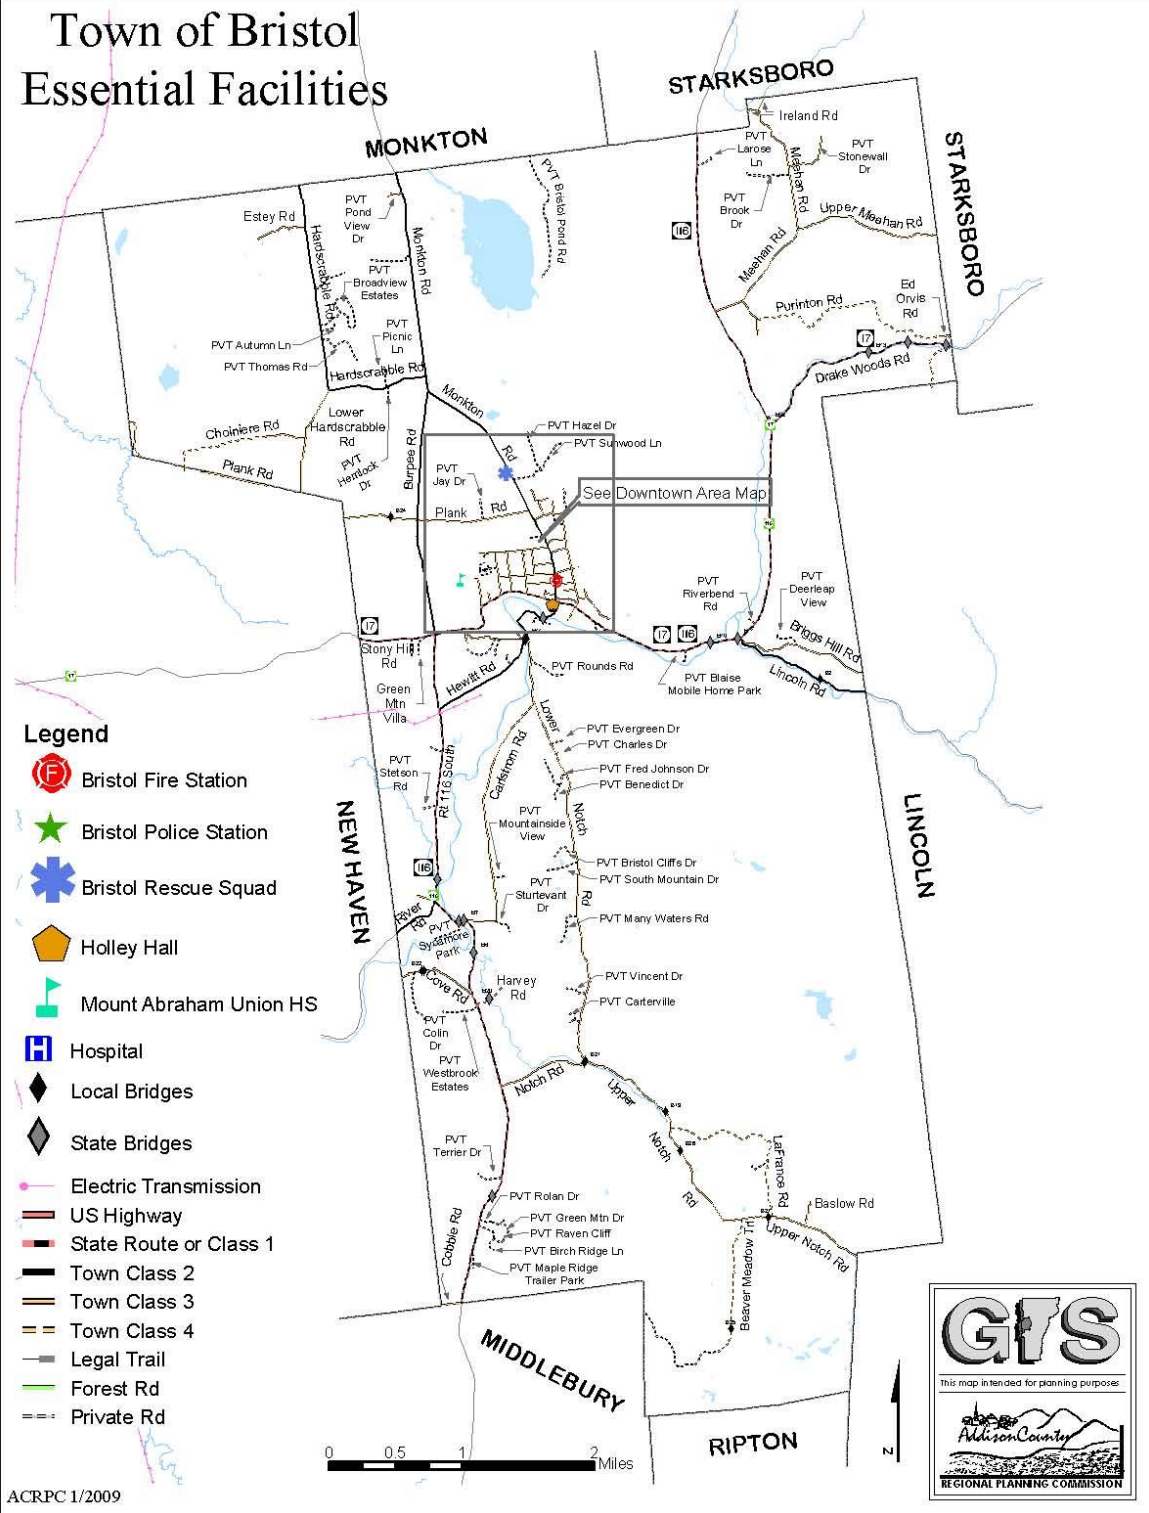 Town of Bristol
Essential Facilities
STARKSBORO
MONKTON
STARKSBORO
Ireland Rd
PVT
Larose
Ln
PVT
Stonewall
Dr
Meehan Rd
PVT
Brook
Dr
Upper Meehan Rd
Meehan Rd
116
Purinton Rd
Ed
Orvis
Rd
17
Drake Woods Rd
PVT Bristol Pond Rd
Estey Rd
PVT
Pond
View
Dr
Hardscrabble Rd
Monkton Rd
PVT
Broadview
Estates
PVT
Picnic
Ln
PVT Autumn Ln
PVT Thomas Rd
Hardscrabble Rd
Monkton
Rd
Lower
Hardscrabble
Rd
Choiniere Rd
Plank Rd
PVT
Hemlock
Dr
Burpee Rd
PVT Hazel Dr
PVT Sunwood Ln
PVT
Jay Dr
Plank Rd
See Downtown Area Map
PVT
Riverbend
Rd
PVT
Deerleap
View
Briggs Hill Rd
Lincoln Rd
17
17
116
PVT Blaise
Mobile Home Park
Stony Hill
Rd
Green
Mtn
Villa
Hewitt Rd
PVT Rounds Rd
Lower
Notch
Rd
Carlstrom Rd
PVT Evergreen Dr
PVT Charles Dr
PVT Fred Johnson Dr
PVT Benedict Dr
PVT
Stetson
Rd
Rt 116 South
PVT
Mountainside
View
PVT Bristol Cliffs Dr
PVT South Mountain Dr
PVT
Sturtevant
Dr
PVT Many Waters Rd
NEW HAVEN
LINCOLN
116
River
Rd
PVT
Sycamore
Park
Cove Rd
Harvey
Rd
PVT Vincent Dr
PVT Carterville
PVT
Colin
Dr
PVT
Westbrook
Estates
Notch Rd
Upper
Notch
Rd
LaFrance Rd
Baslow Rd
Upper Notch Rd
Beaver Meadow Trl
PVT
Terrier Dr
PVT Rolan Dr
PVT Green Mtn Dr
PVT Raven Cliff
PVT Birch Ridge Ln
PVT Maple Ridge
Trailer Park
Cobble Rd
MIDDLEBURY
RIPTON
Legend
F
Bristol Fire Station
Bristol Police Station
Bristol Rescue Squad
Holley Hall
Mount Abraham Union HS
H
Hospital
Local Bridges
State Bridges
Electric Transmission
US Highway
State Route or Class 1
Town Class 2
Town Class 3
Town Class 4
Legal Trail
Forest Rd
Private Rd
0 0.5 1 2
Miles
N
GIS
This map intended for planning purposes
Addison County
REGIONAL PLANNING COMMISSION
ACRPC 1/2009